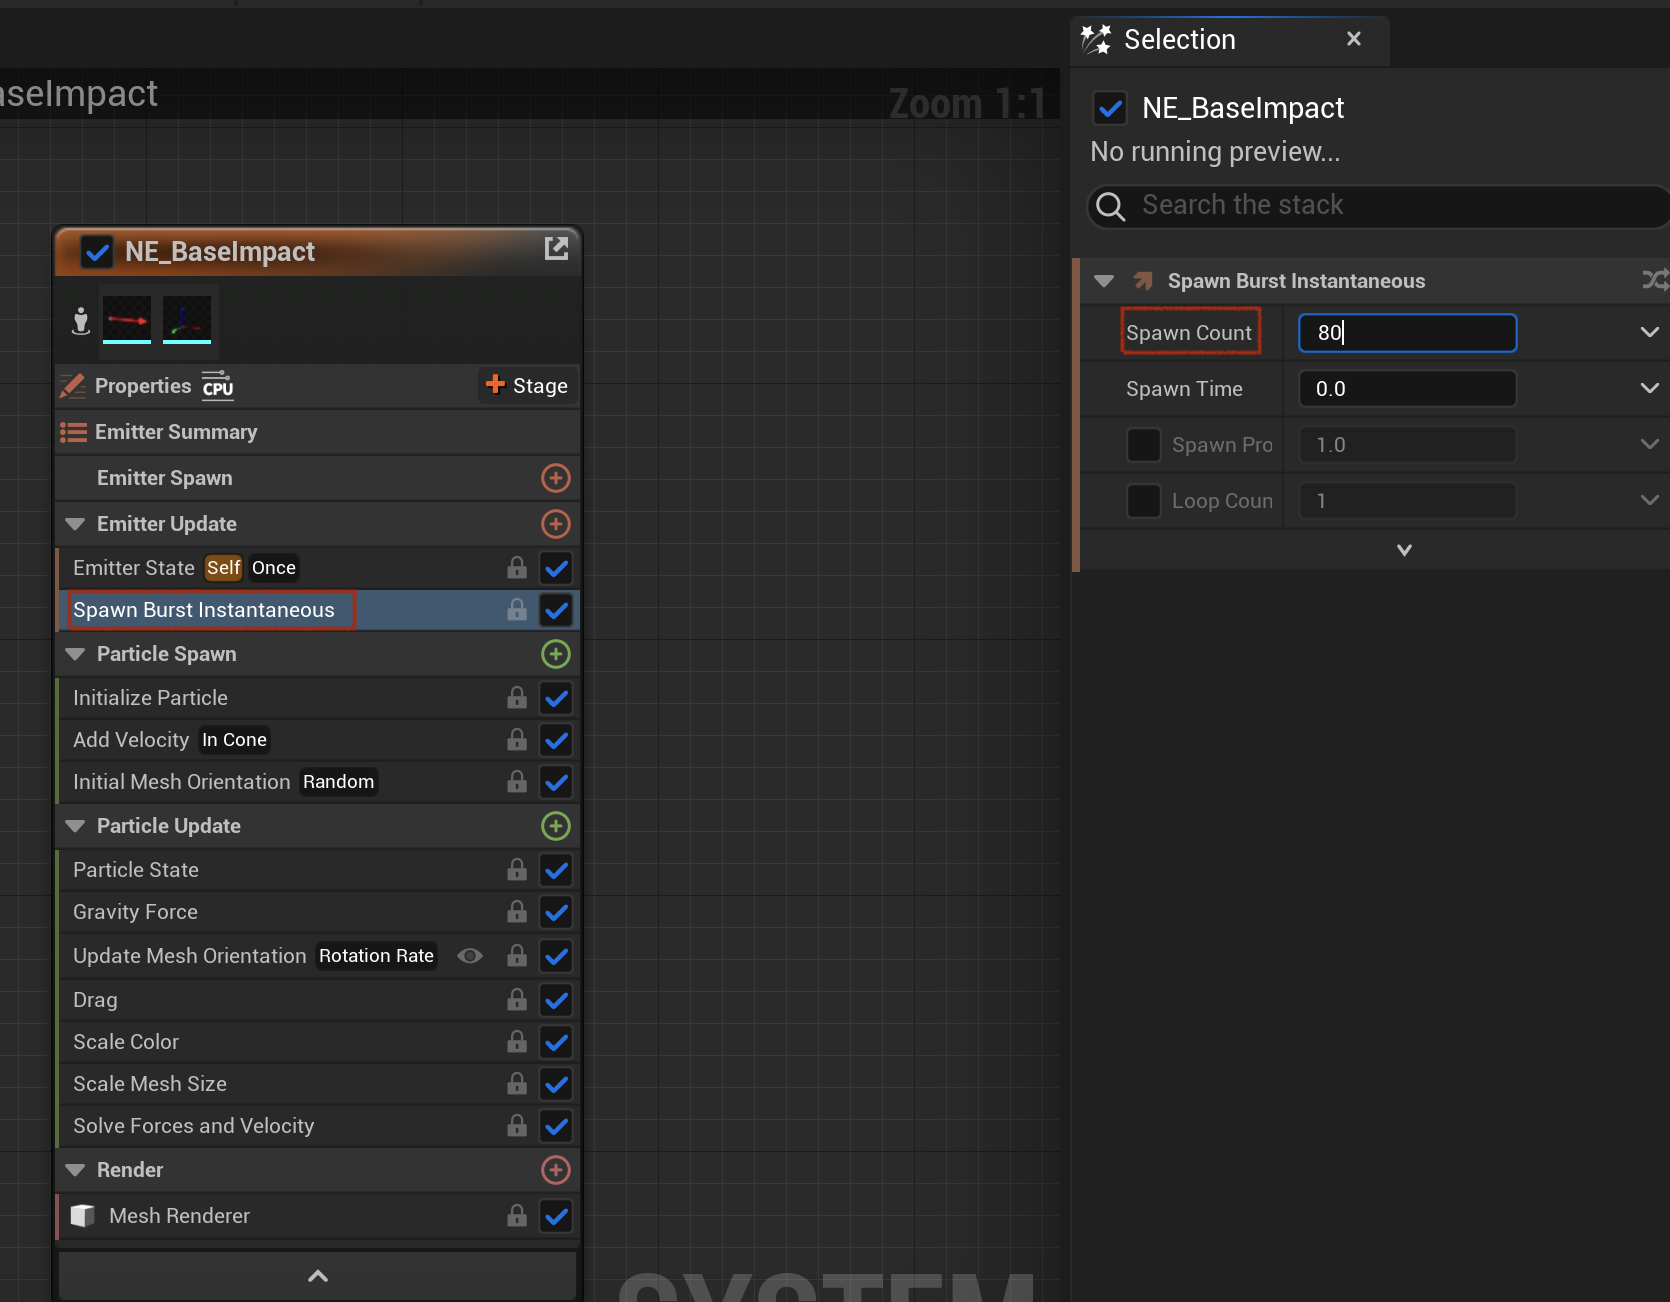 aseImpact
Zoom 1:1
NE_BaseImpact
Properties CPU
Stage
Emitter Summary
Emitter Spawn
Emitter Update
Emitter State Self Once
Spawn Burst Instantaneous
Particle Spawn
Initialize Particle
Add Velocity In Cone
Initial Mesh Orientation Random
Particle Update
Particle State
Gravity Force
Update Mesh Orientation Rotation Rate
Drag
Scale Color
Scale Mesh Size
Solve Forces and Velocity
Render
Mesh Renderer
SYSTEM
Selection
NE_BaseImpact
No running preview...
Search the stack
Spawn Burst Instantaneous
Spawn Count 80
Spawn Time 0.0
Spawn Pro 1.0
Loop Coun 1